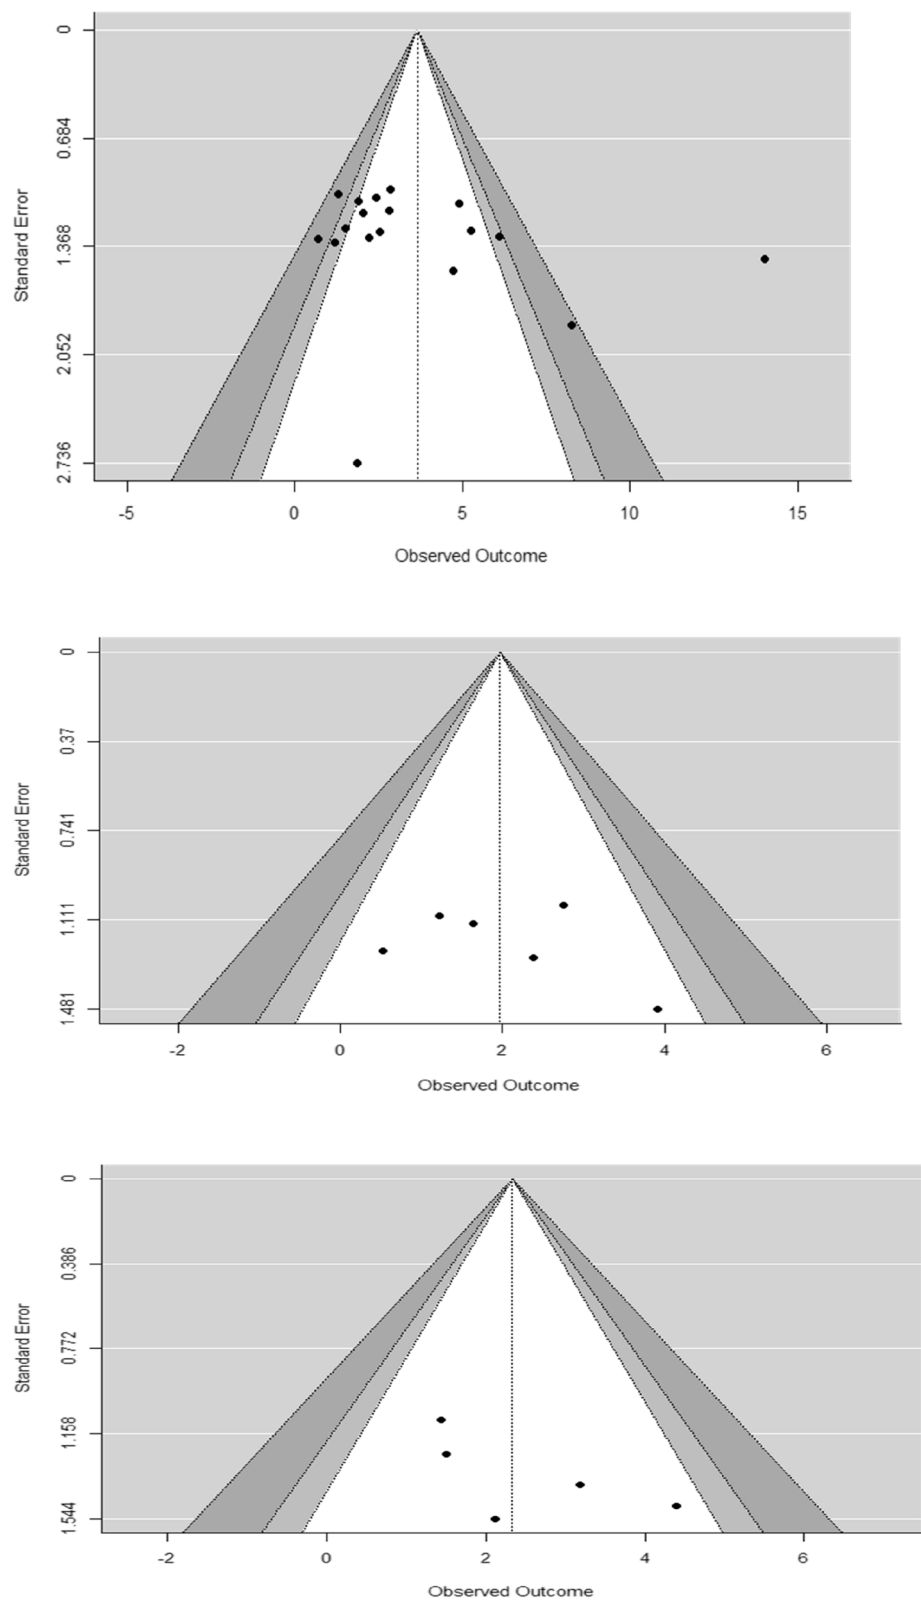 0
0.684
1.368
2.052
2.736
Standard Error
-5 0 5 10 15
Observed Outcome
0
0.37
0.741
1.111
1.481
Standard Error
-2 0 2 4 6
Observed Outcome
0
0.386
0.772
1.158
1.544
Standard Error
-2 0 2 4 6
Observed Outcome